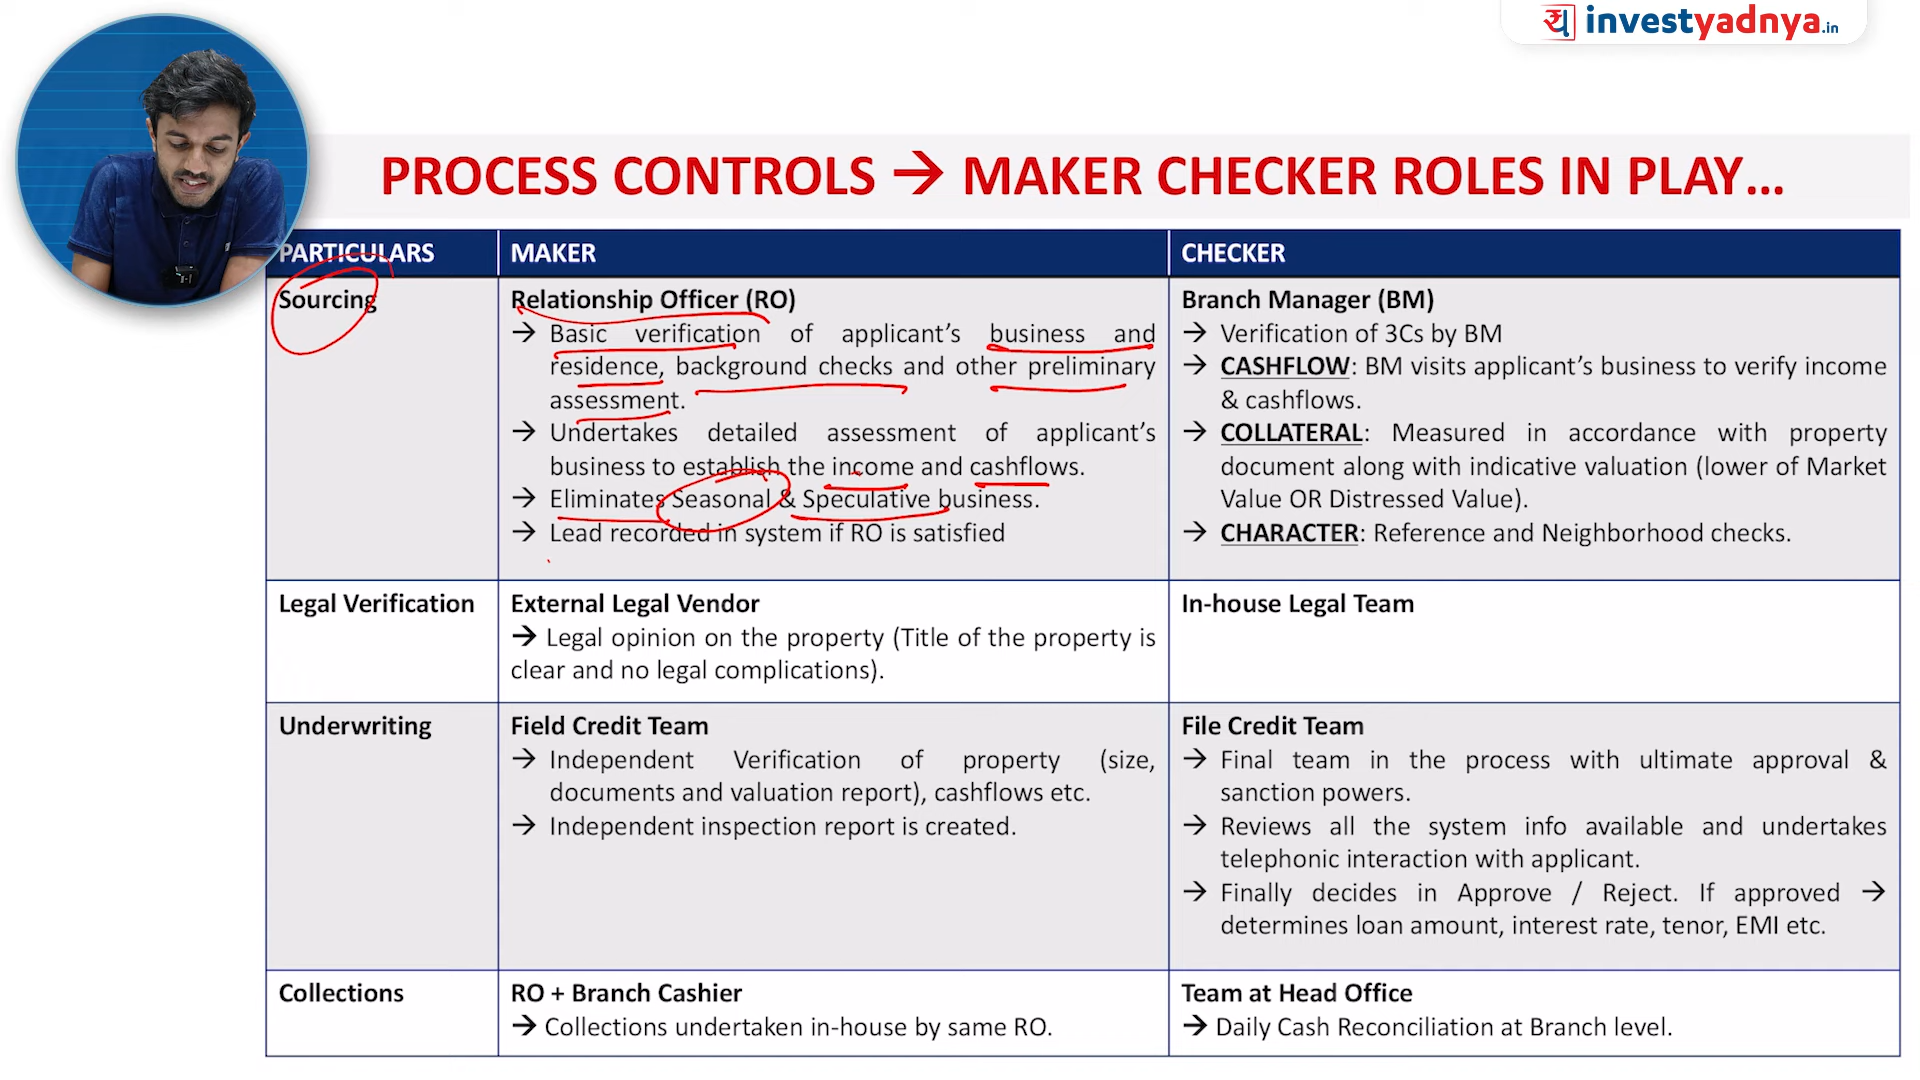 યૂ investyadnya.in
PROCESS CONTROLS → MAKER CHECKER ROLES IN PLAY...
PARTICULARS
MAKER
CHECKER
Sourcing
Relationship Officer (RO)
→ Basic verification of applicant’s business and
residence, background checks and other preliminary
assessment.
→ Undertakes detailed assessment of applicant’s
business to establish the income and cashflows.
→ Eliminates Seasonal & Speculative business.
→ Lead recorded in system if RO is satisfied
Branch Manager (BM)
→ Verification of 3Cs by BM
→ CASHFLOW: BM visits applicant’s business to verify income
& cashflows.
→ COLLATERAL: Measured in accordance with property
document along with indicative valuation (lower of Market
Value OR Distressed Value).
→ CHARACTER: Reference and Neighborhood checks.
Legal Verification
External Legal Vendor
→ Legal opinion on the property (Title of the property is
clear and no legal complications).
In-house Legal Team
Underwriting
Field Credit Team
→ Independent Verification of property (size,
documents and valuation report), cashflows etc.
→ Independent inspection report is created.
File Credit Team
→ Final team in the process with ultimate approval &
sanction powers.
→ Reviews all the system info available and undertakes
telephonic interaction with applicant.
→ Finally decides in Approve / Reject. If approved →
determines loan amount, interest rate, tenor, EMI etc.
Collections
RO + Branch Cashier
→ Collections undertaken in-house by same RO.
Team at Head Office
→ Daily Cash Reconciliation at Branch level.